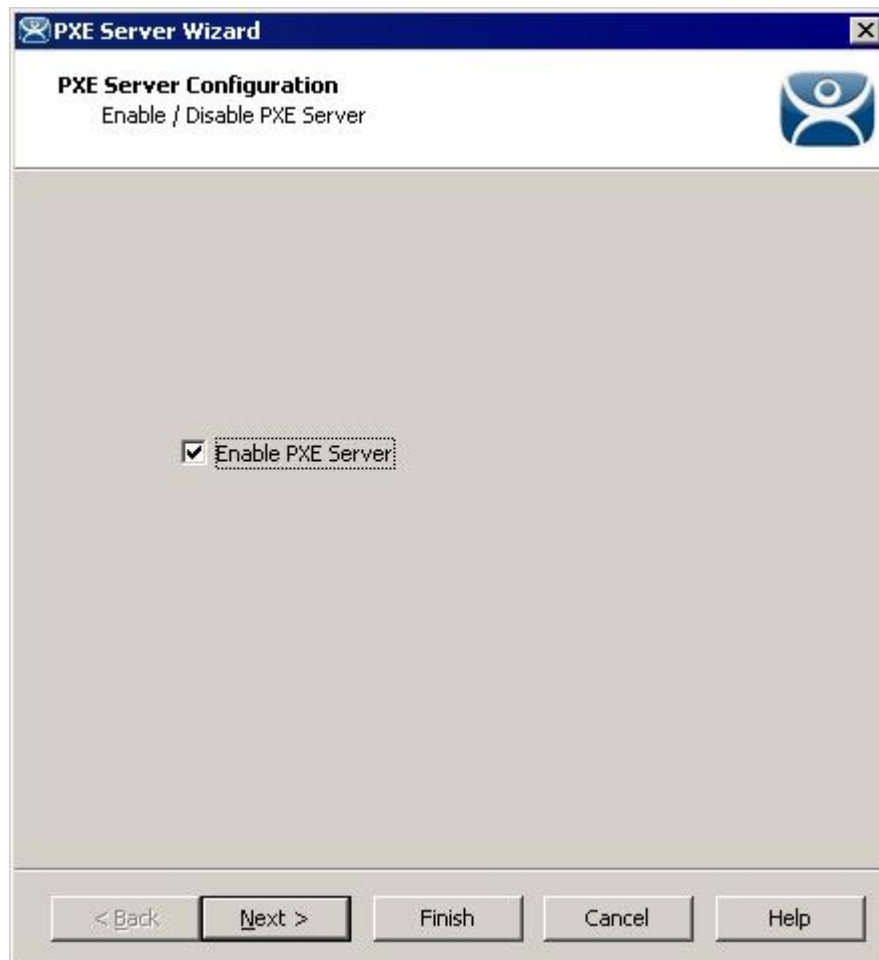 PXE Server Wizard
PXE Server Configuration
Enable / Disable PXE Server
Enable PXE Server
< Back Next > Finish Cancel Help